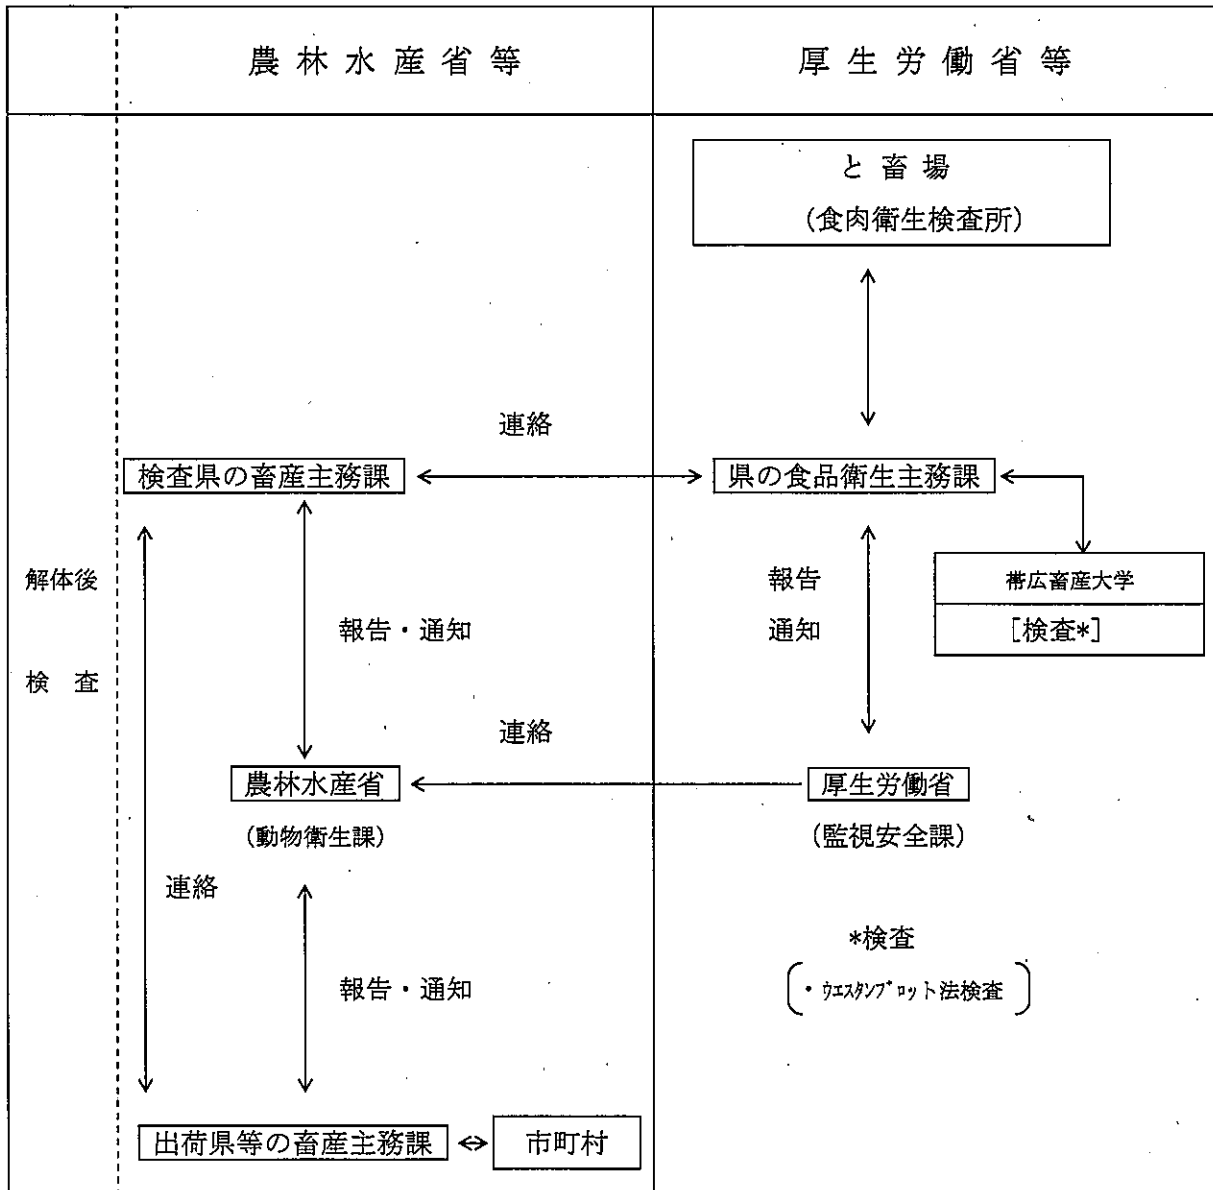 農林水産省等
厚生労働省等
と畜場
(食肉衛生検査所)
連絡
検査県の畜産主務課
県の食品衛生主務課
解体後
検 査
報告・通知
報告
通知
帯広畜産大学
[検査*]
連絡
農林水産省
(動物衛生課)
厚生労働省
(監視安全課)
連絡
*検査
・ウエスタンブロット法検査
報告・通知
出荷県等の畜産主務課
市町村